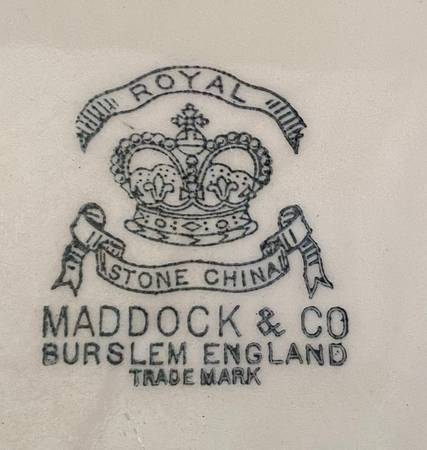 ROYAL
STONE CHINA
MADDOCK & CO
BURSLEM ENGLAND
TRADE MARK